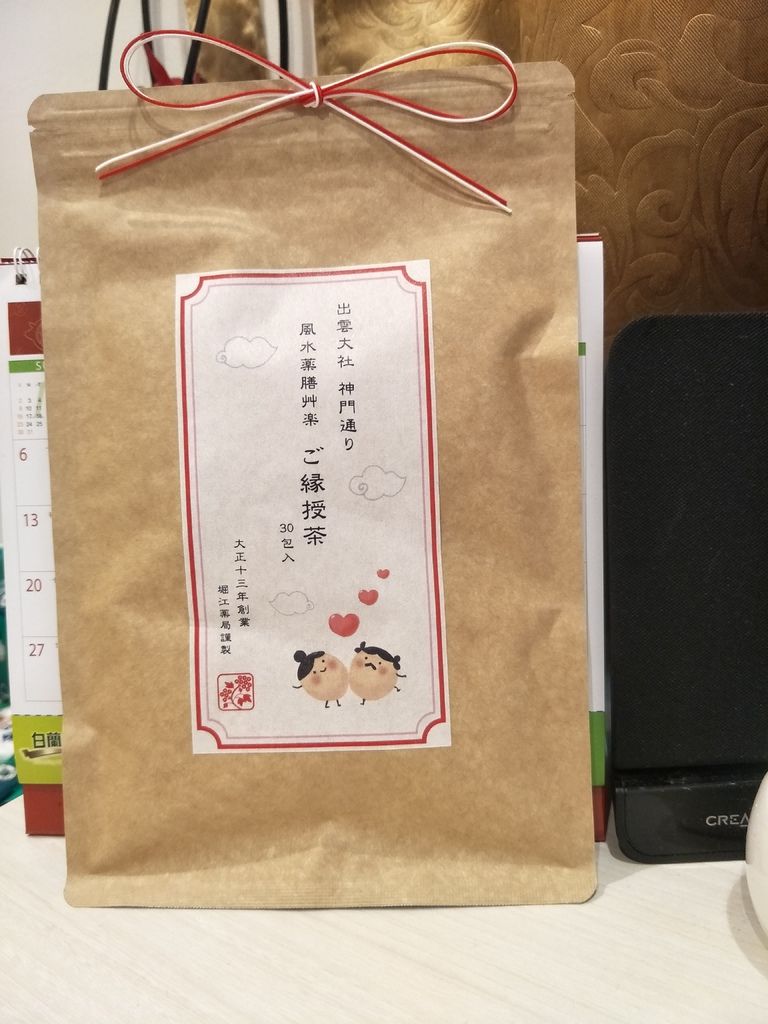 出雲大社 神門通り
風水薬膳艸楽 ご縁授茶
30包入
大正十三年創業
堀江薬局謹製
6
13
20
27
白蘭
CREA